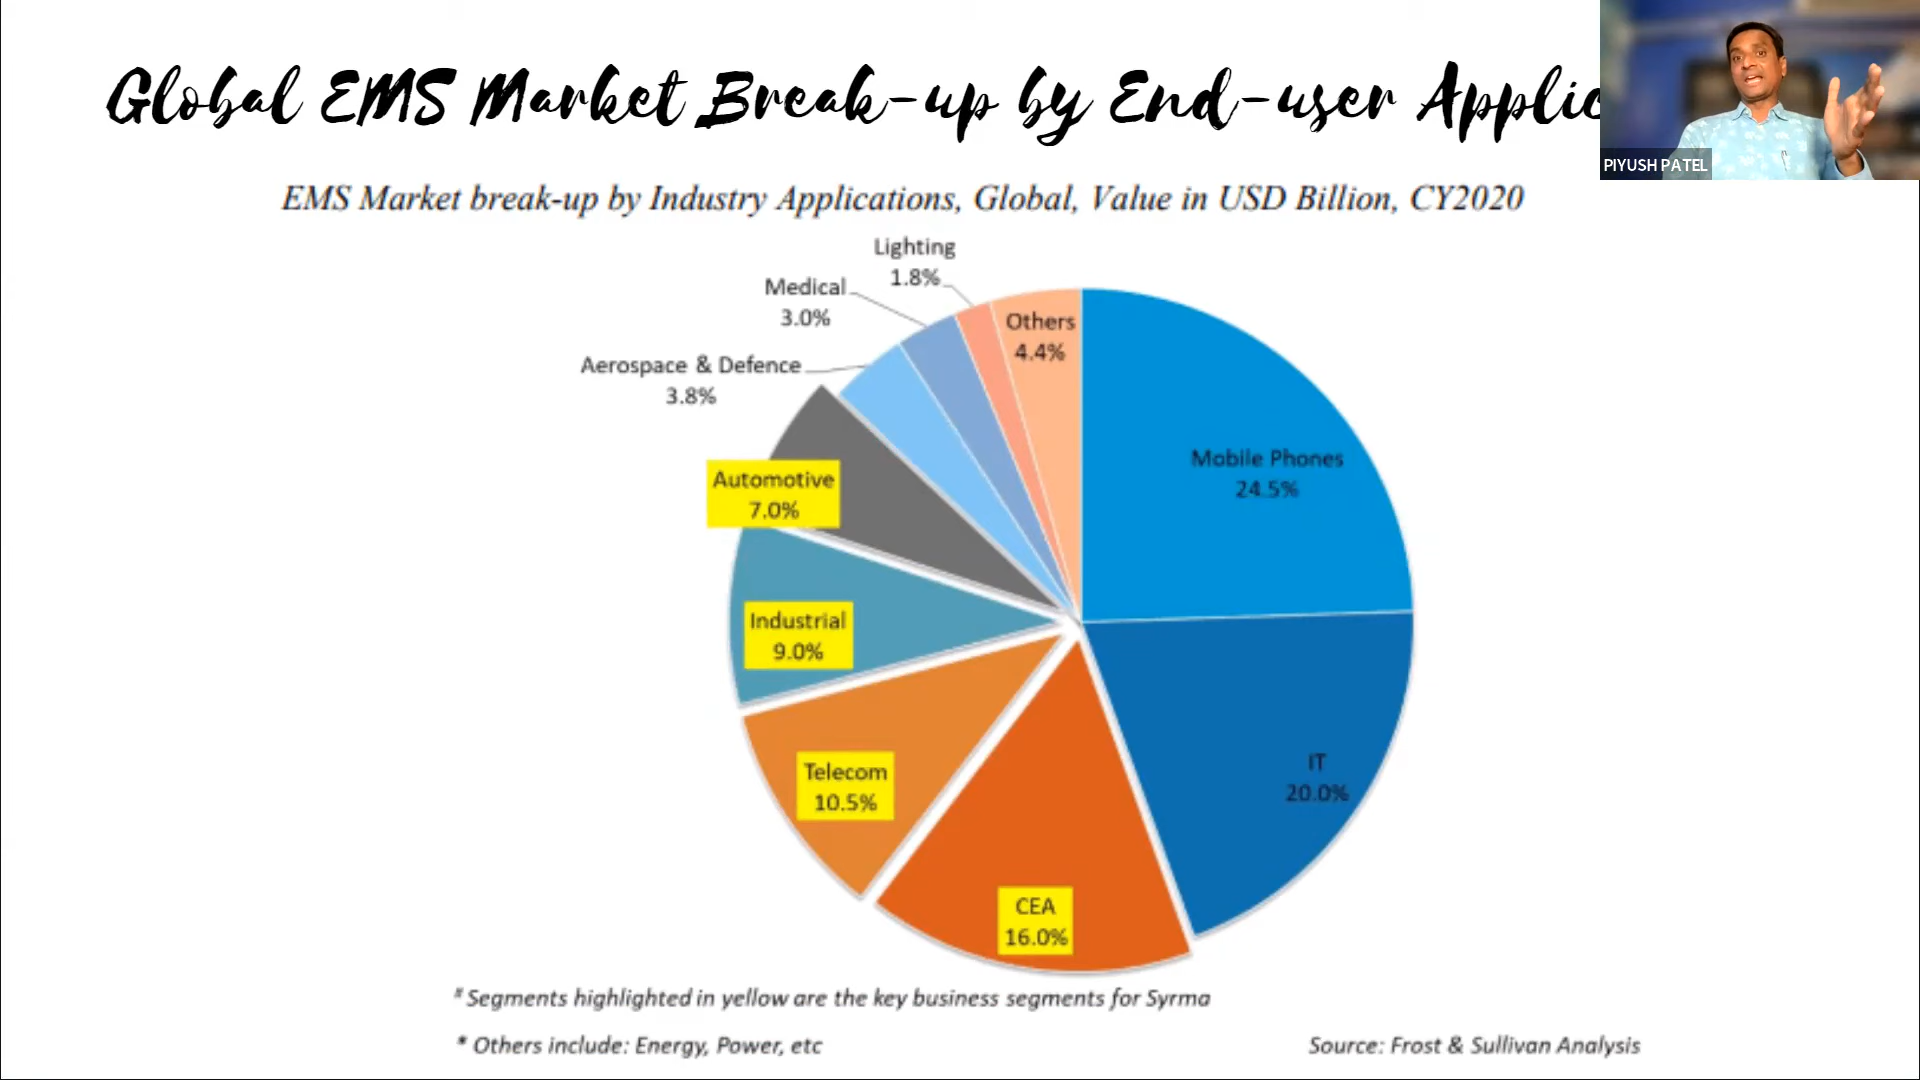 Global EMS Market Break-up by End-user Applic
PIYUSH PATEL
EMS Market break-up by Industry Applications, Global, Value in USD Billion, CY2020
Lighting
1.8%
Medical
3.0%
Others
4.4%
Aerospace & Defence
3.8%
Mobile Phones
24.5%
Automotive
7.0%
Industrial
9.0%
IT
20.0%
Telecom
10.5%
CEA
16.0%
# Segments highlighted in yellow are the key business segments for Syrma
* Others include: Energy, Power, etc
Source: Frost & Sullivan Analysis